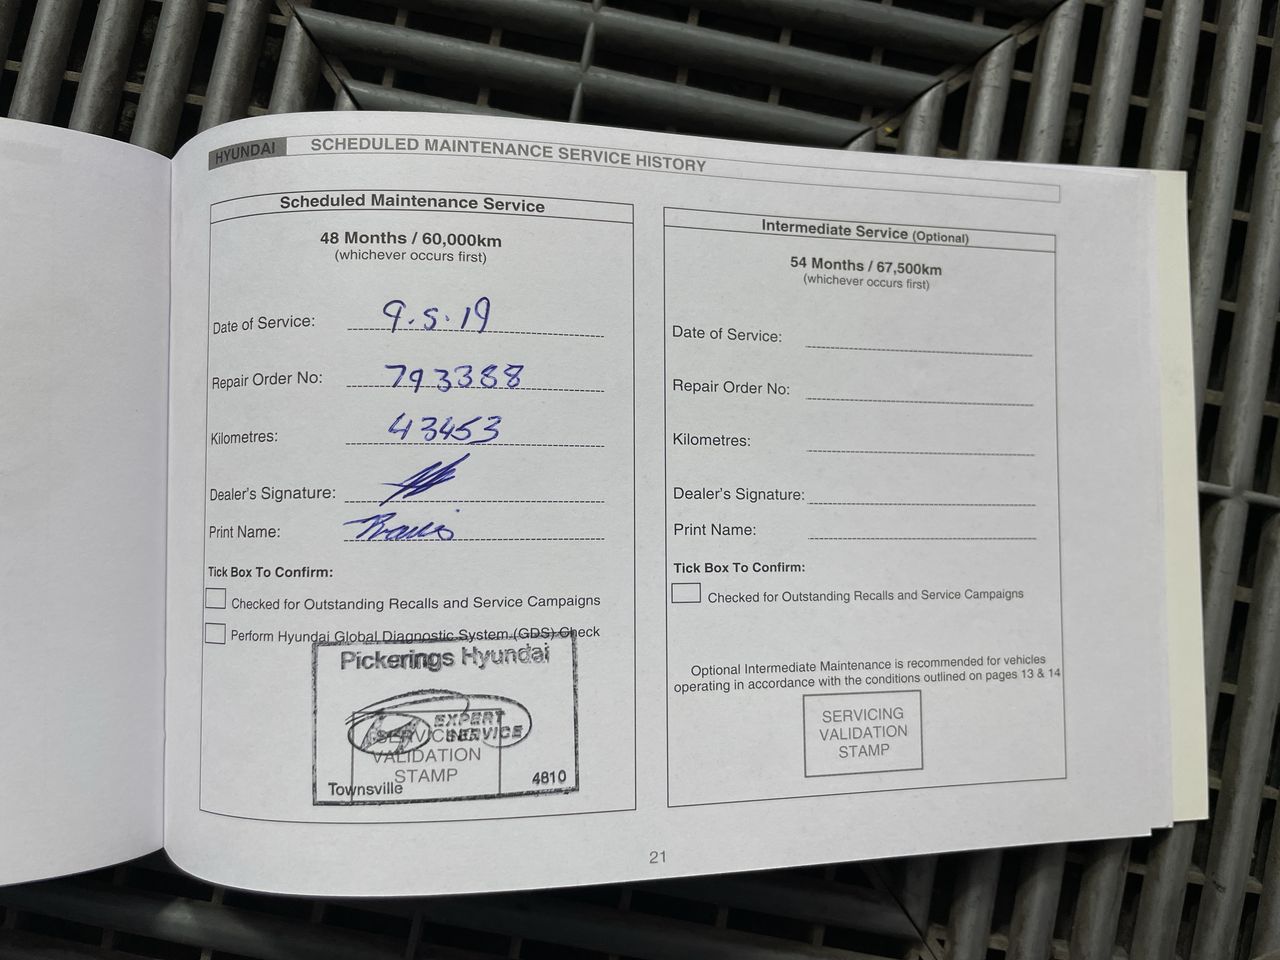 HYUNDAI SCHEDULED MAINTENANCE SERVICE HISTORY
Scheduled Maintenance Service
48 Months / 60,000km
(whichever occurs first)
Date of Service: 9.5.19
Repair Order No: 793388
Kilometres: 43453
Dealer's Signature:
Print Name: Travis
Tick Box To Confirm:
Checked for Outstanding Recalls and Service Campaigns
Perform Hyundai Global Diagnostic System (GDS) Check
Pickerings Hyundai
EXPERT
SERVICE
SERVICING
VALIDATION
STAMP
Townsville 4810
Intermediate Service (Optional)
54 Months / 67,500km
(whichever occurs first)
Date of Service:
Repair Order No:
Kilometres:
Dealer's Signature:
Print Name:
Tick Box To Confirm:
Checked for Outstanding Recalls and Service Campaigns
Optional Intermediate Maintenance is recommended for vehicles
operating in accordance with the conditions outlined on pages 13 & 14
SERVICING
VALIDATION
STAMP
21